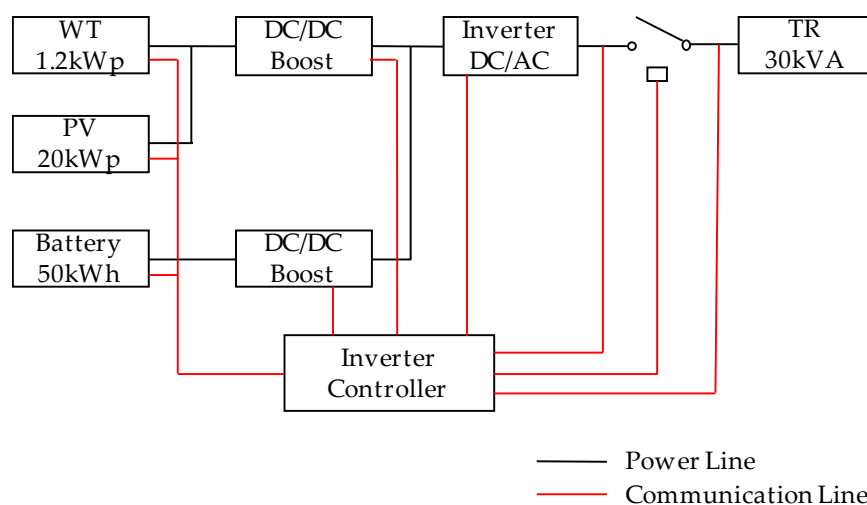 WT
1.2kWp
DC/DC
Boost
Inverter
DC/AC
TR
30kVA
PV
20kWp
Battery
50kWh
DC/DC
Boost
Inverter
Controller
Power Line
Communication Line